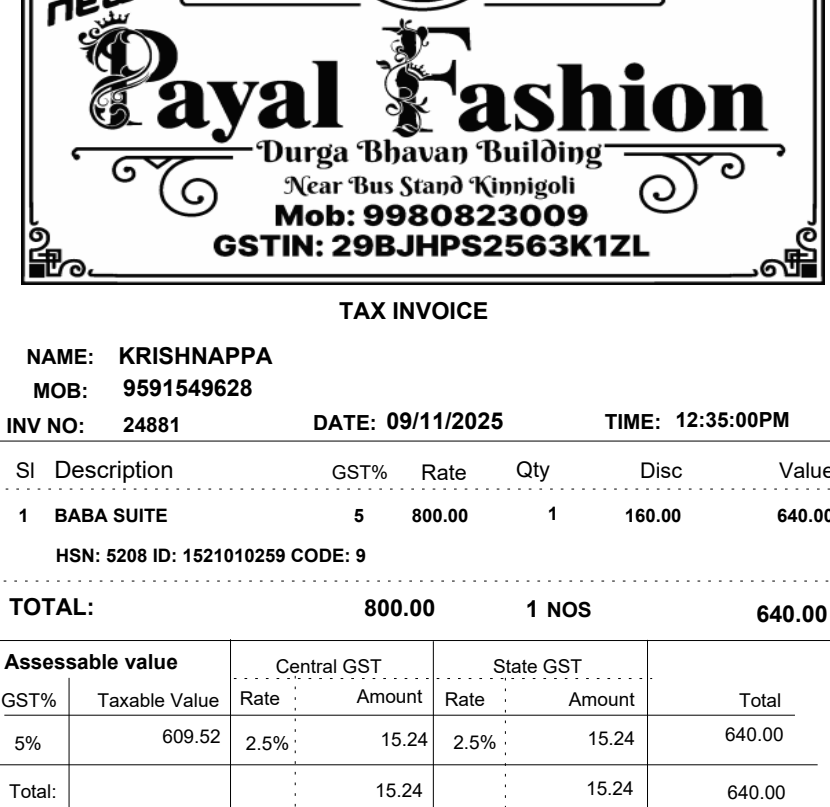 new
Payal Fashion
Durga Bhavan Building
Near Bus Stand Kinnigoli
Mob: 9980823009
GSTIN: 29BJHPS2563K1ZL
TAX INVOICE
NAME: KRISHNAPPA
MOB: 9591549628
INV NO: 24881 DATE: 09/11/2025 TIME: 12:35:00PM
Sl Description GST% Rate Qty Disc Value
1 BABA SUITE 5 800.00 1 160.00 640.00
HSN: 5208 ID: 1521010259 CODE: 9
TOTAL: 800.00 1 NOS 640.00
Assessable value Central GST State GST
GST% Taxable Value Rate Amount Rate Amount Total
5% 609.52 2.5% 15.24 2.5% 15.24 640.00
Total: 15.24 15.24 640.00